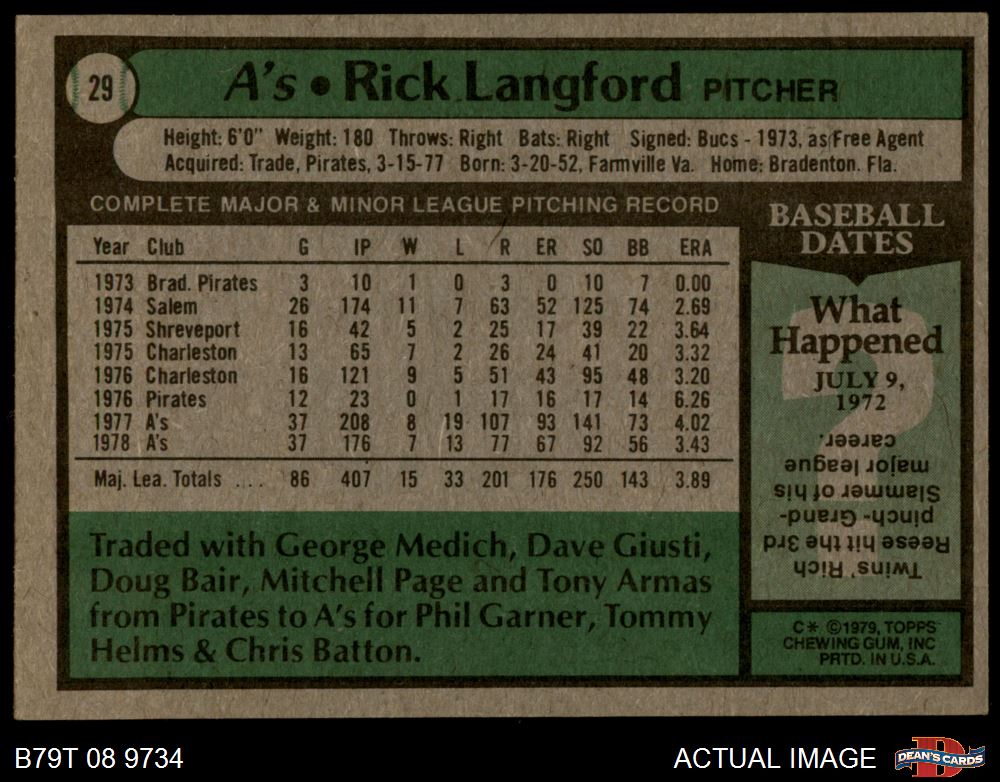 29
A's • Rick Langford PITCHER
Height: 6'0" Weight: 180 Throws: Right Bats: Right Signed: Bucs - 1973, as Free Agent
Acquired: Trade, Pirates, 3-15-77 Born: 3-20-52, Farmville Va. Home: Bradenton. Fla.
COMPLETE MAJOR & MINOR LEAGUE PITCHING RECORD
Year Club G IP W L R ER SO BB ERA
1973 Brad. Pirates 3 10 1 0 3 0 10 7 0.00
1974 Salem 26 174 11 7 63 52 125 74 2.69
1975 Shreveport 16 42 5 2 25 17 39 22 3.64
1975 Charleston 13 65 7 2 26 24 41 20 3.32
1976 Charleston 16 121 9 5 51 43 95 48 3.20
1976 Pirates 12 23 0 1 17 16 17 14 6.26
1977 A's 37 208 8 19 107 93 141 73 4.02
1978 A's 37 176 7 13 77 67 92 56 3.43
Maj. Lea. Totals ... 86 407 15 33 201 176 250 143 3.89
Traded with George Medich, Dave Giusti,
Doug Bair, Mitchell Page and Tony Armas
from Pirates to A's for Phil Garner, Tommy
Helms & Chris Batton.
BASEBALL
DATES
What
Happened
JULY 9,
1972
?
Twins' Rich
Reese hit the 3rd
pinch-Grand-
Slammer of his
major league
career.
C* ©1979, TOPPS
CHEWING GUM, INC
PRTD. IN U.S.A.
B79T 08 9734
ACTUAL IMAGE
D
DEAN'S CARDS